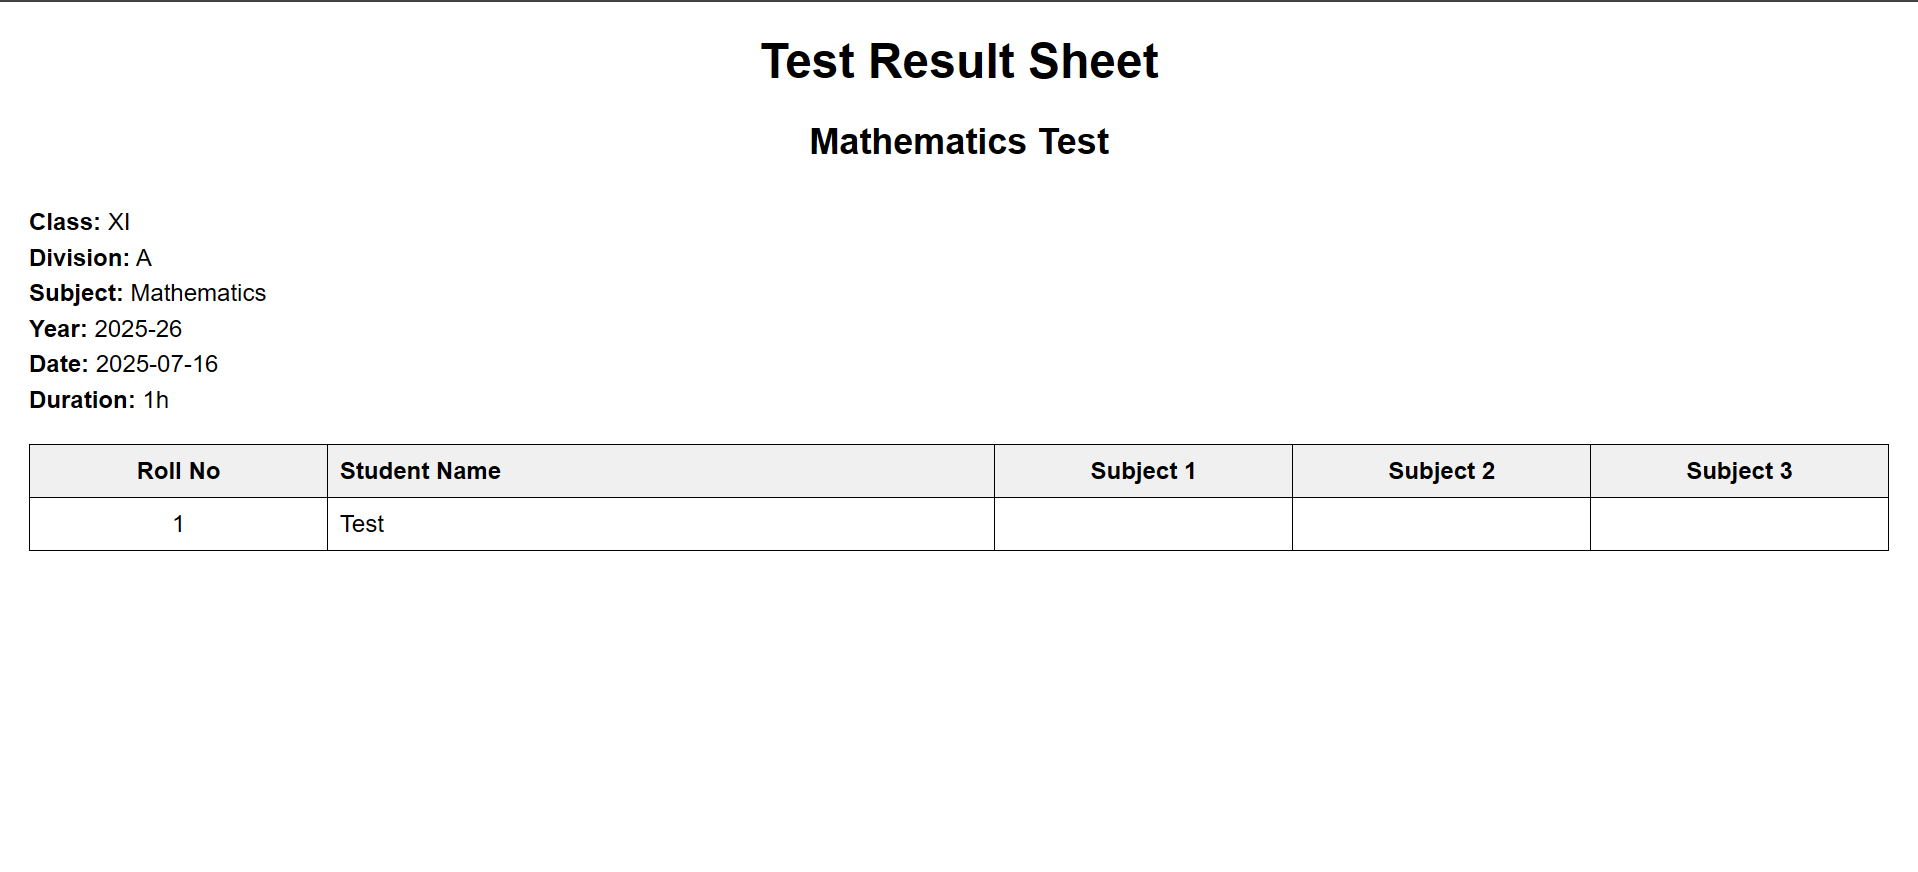 Test Result Sheet
Mathematics Test
Class: XI
Division: A
Subject: Mathematics
Year: 2025-26
Date: 2025-07-16
Duration: 1h
Roll No Student Name Subject 1 Subject 2 Subject 3
1 Test